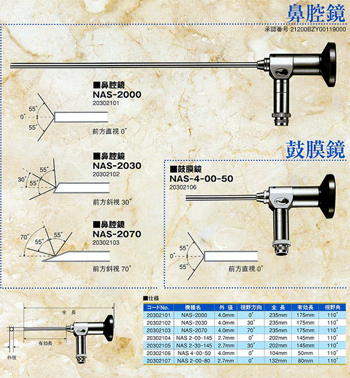 鼻腔鏡
承認番号 21200BZY00119000
■鼻腔鏡
NAS-2000
20302101
55°
0°
55°
前方直視 0°
■鼻腔鏡
NAS-2030
20302102
55°
30°
55°
前方斜視 30°
■鼻腔鏡
NAS-2070
20302103
70°
55°
55°
前方斜視 70°
鼓膜鏡
■鼓膜鏡
NAS-4-00-50
20302106
55°
0°
55°
前方直視 0°
■仕様
コードNo. 機種名 外 径 視野方向 全 長 有効長 視野角
20302101 NAS-2000 4.0mm 0° 235mm 175mm 110°
20302102 NAS-2030 4.0mm 30° 235mm 175mm 110°
20302103 NAS-2070 4.0mm 70° 235mm 175mm 110°
20302104 NAS 2-00-145 2.7mm 0° 202mm 145mm 110°
20302105 NAS 2-30-145 2.7mm 30° 202mm 145mm 110°
20302106 NAS 4-00-50 4.0mm 0° 104mm 50mm 110°
20302107 NAS 2-00-80 2.7mm 0° 132mm 80mm 110°
全 長
外径
有効長